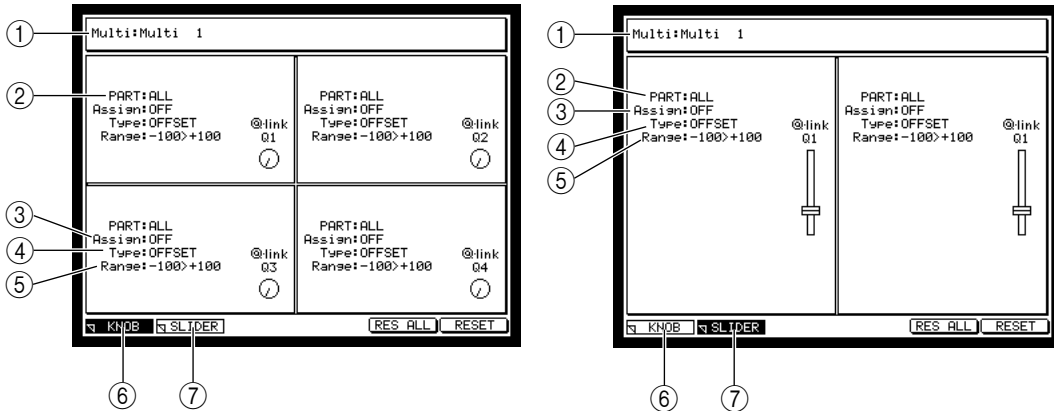 ① Multi:Multi 1
② PART:ALL
Assign:OFF
Type:OFFSET
Range:-100>+100
@link
Q1
PART:ALL
Assign:OFF
Type:OFFSET
Range:-100>+100
@link
Q2
PART:ALL
③ Assign:OFF
④ Type:OFFSET
⑤ Range:-100>+100
@link
Q3
PART:ALL
Assign:OFF
Type:OFFSET
Range:-100>+100
@link
Q4
KNOB SLIDER RES ALL RESET
⑥ ⑦
① Multi:Multi 1
② PART:ALL
③ Assign:OFF
④ Type:OFFSET
⑤ Range:-100>+100
@link
Q1
PART:ALL
Assign:OFF
Type:OFFSET
Range:-100>+100
@link
Q1
KNOB SLIDER RES ALL RESET
⑥ ⑦